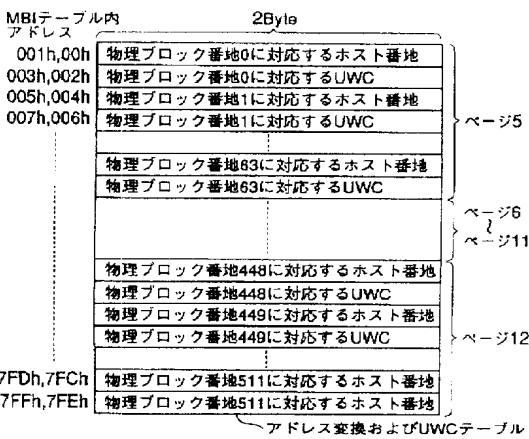 MBIテーブル内
アドレス
2Byte
001h,00h 物理ブロック番地0に対応するホスト番地
003h,002h 物理ブロック番地0に対応するUWC
005h,004h 物理ブロック番地1に対応するホスト番地
007h,006h 物理ブロック番地1に対応するUWC
ページ5
物理ブロック番地63に対応するホスト番地
物理ブロック番地63に対応するUWC
ページ6
〜
ページ11
物理ブロック番地448に対応するホスト番地
物理ブロック番地448に対応するUWC
物理ブロック番地449に対応するホスト番地
物理ブロック番地449に対応するUWC
ページ12
7FDh,7FCh 物理ブロック番地511に対応するホスト番地
7FFh,7FEh 物理ブロック番地511に対応するUWC
アドレス変換およびUWCテーブル